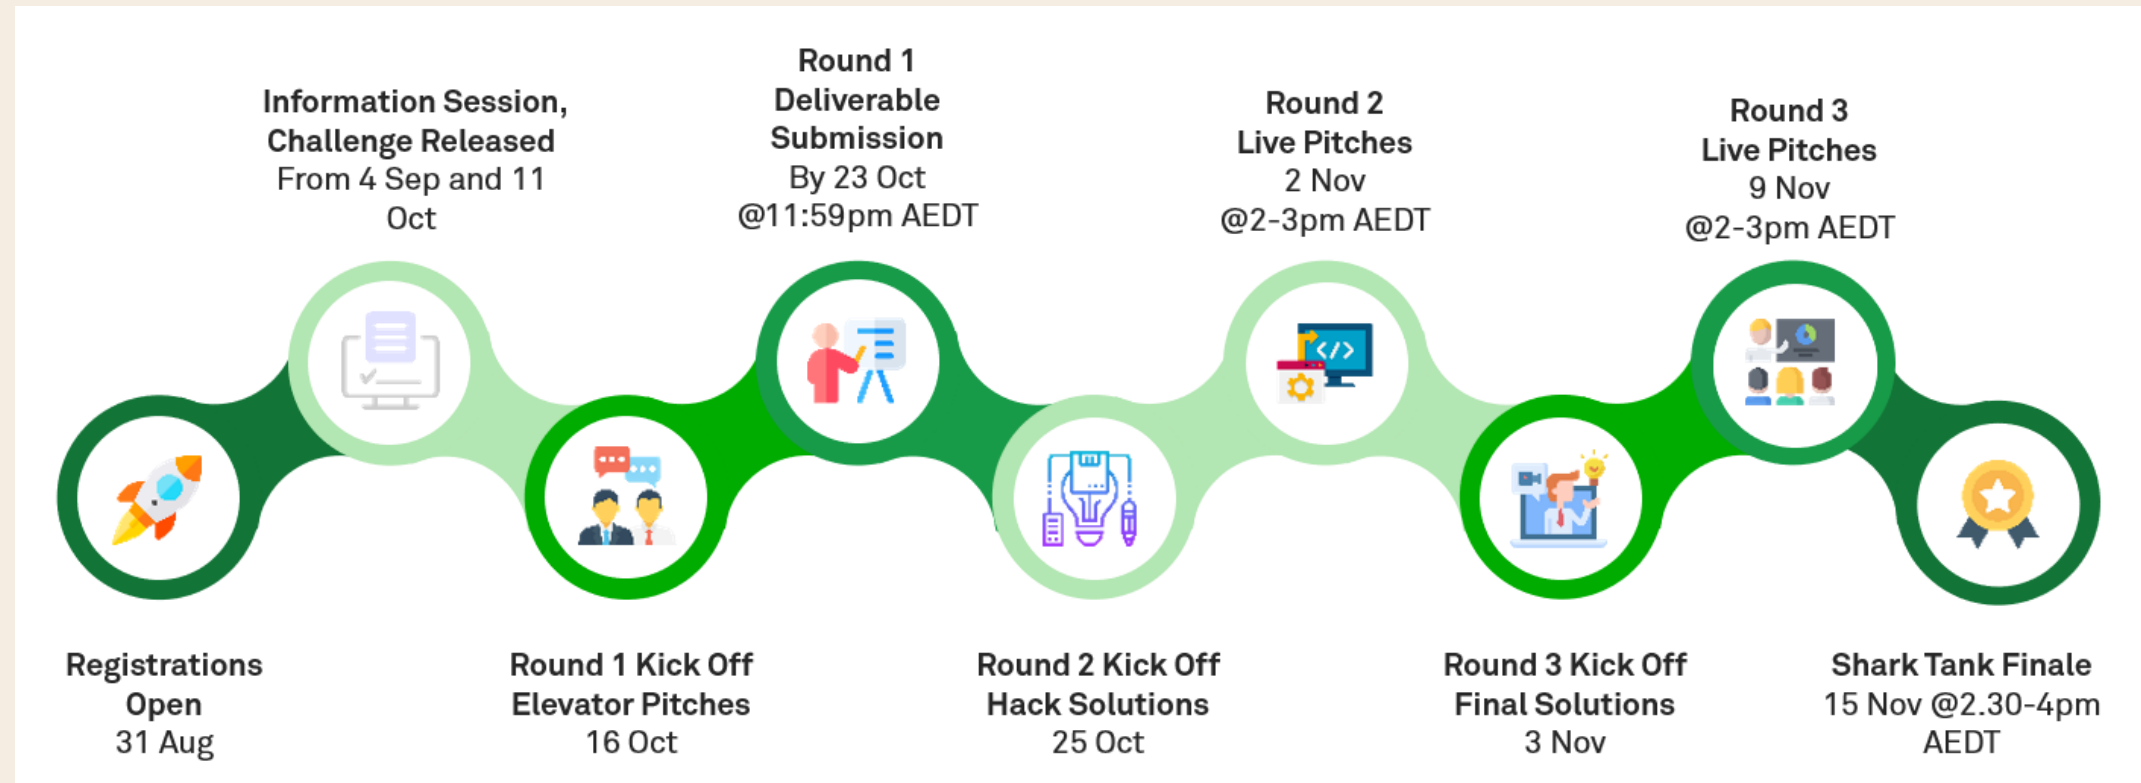 Registrations
Open
31 Aug
Information Session,
Challenge Released
From 4 Sep and 11
Oct
Round 1 Kick Off
Elevator Pitches
16 Oct
Round 1
Deliverable
Submission
By 23 Oct
@11:59pm AEDT
Round 2 Kick Off
Hack Solutions
25 Oct
Round 2
Live Pitches
2 Nov
@2-3pm AEDT
</>
Round 3 Kick Off
Final Solutions
3 Nov
Round 3
Live Pitches
9 Nov
@2-3pm AEDT
Shark Tank Finale
15 Nov @2.30-4pm
AEDT